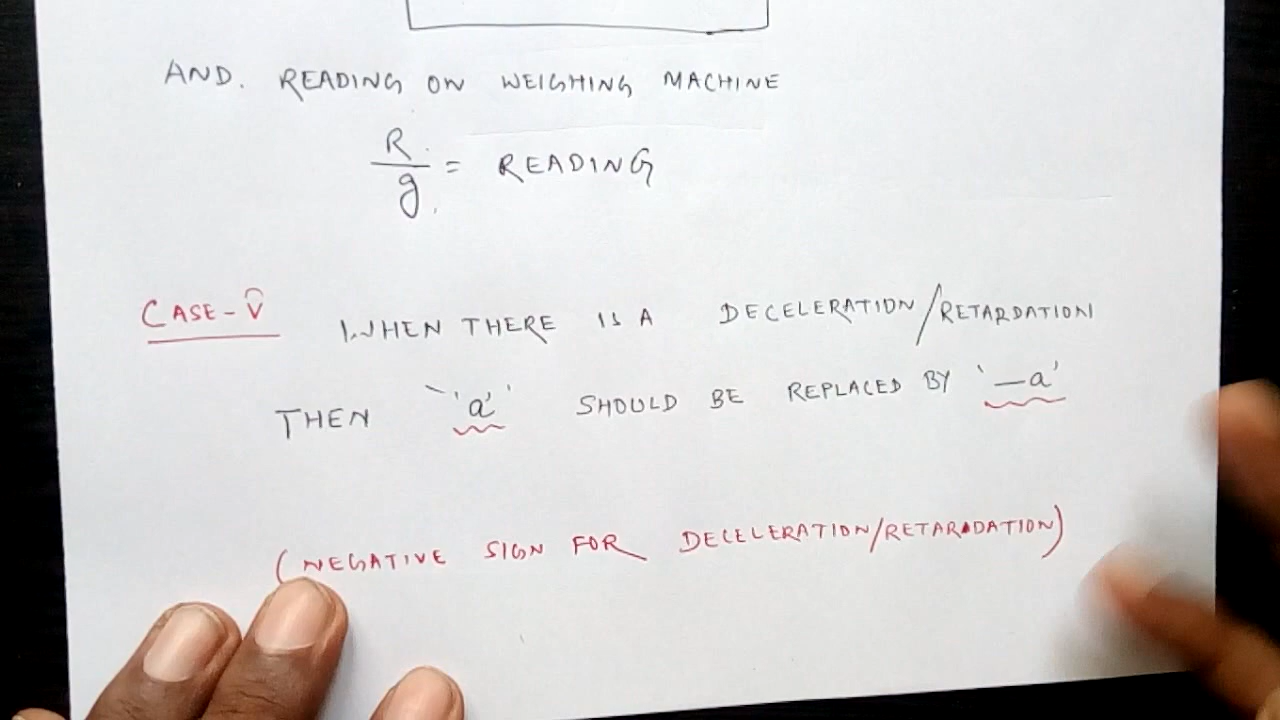 AND. READING ON WEIGHING MACHINE
R/g = READING
CASE-V WHEN THERE IS A DECELERATION/RETARDATION
THEN 'a' SHOULD BE REPLACED BY '-a'
(NEGATIVE SIGN FOR DECELERATION/RETARADATION)